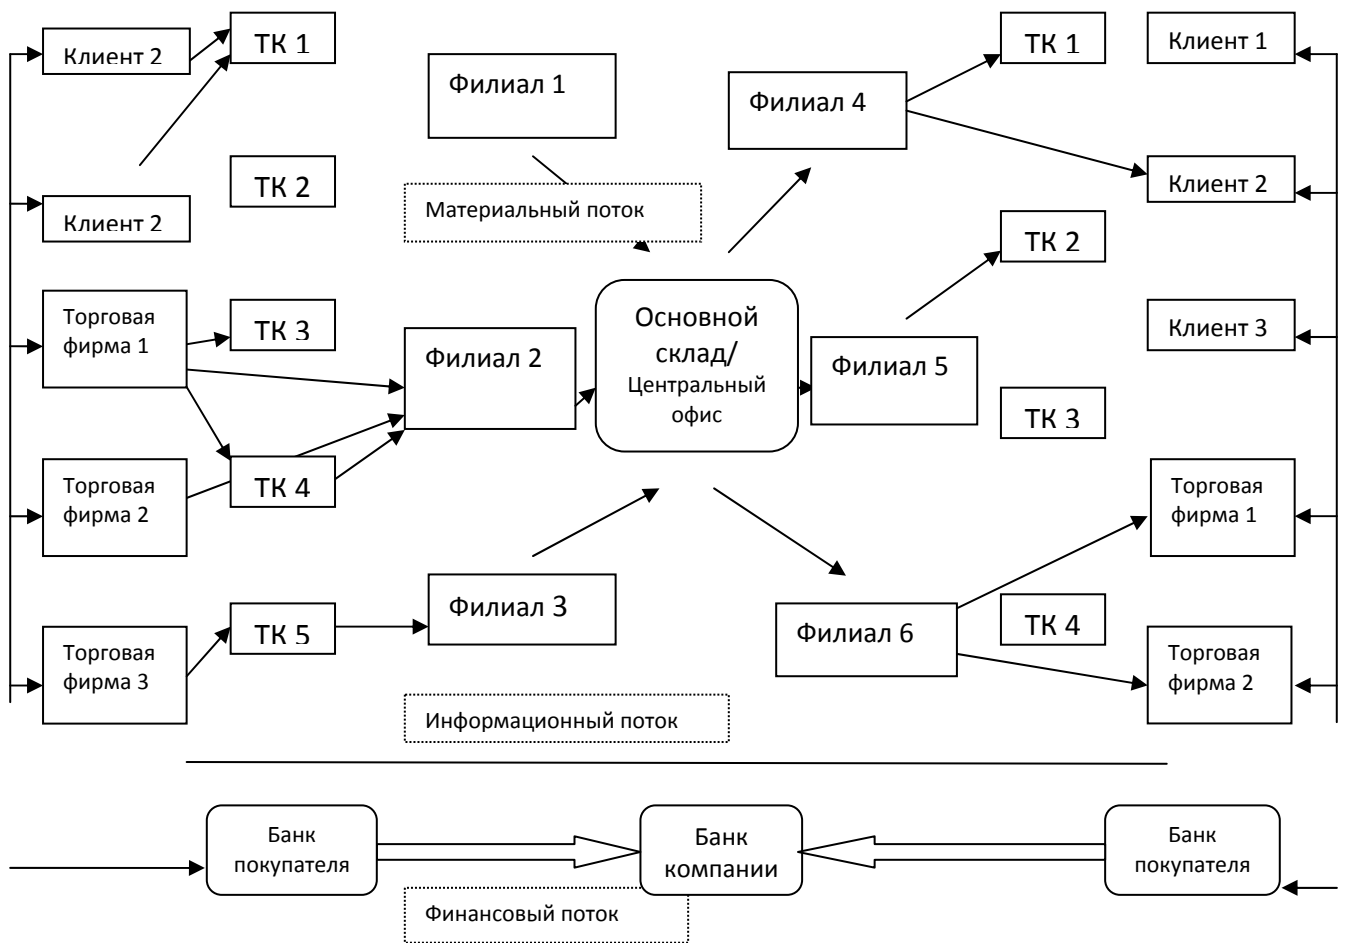 Клиент 2
ТК 1
Филиал 1
Филиал 4
ТК 1
Клиент 1
Клиент 2
ТК 2
Материальный поток
ТК 2
Клиент 2
Торговая
фирма 1
ТК 3
Филиал 2
Основной
склад/
Центральный
офис
Филиал 5
Клиент 3
ТК 3
Торговая
фирма 2
ТК 4
Торговая
фирма 1
Торговая
фирма 3
ТК 5
Филиал 3
Филиал 6
ТК 4
Торговая
фирма 2
Информационный поток
Банк
покупателя
Банк
компании
Банк
покупателя
Финансовый поток